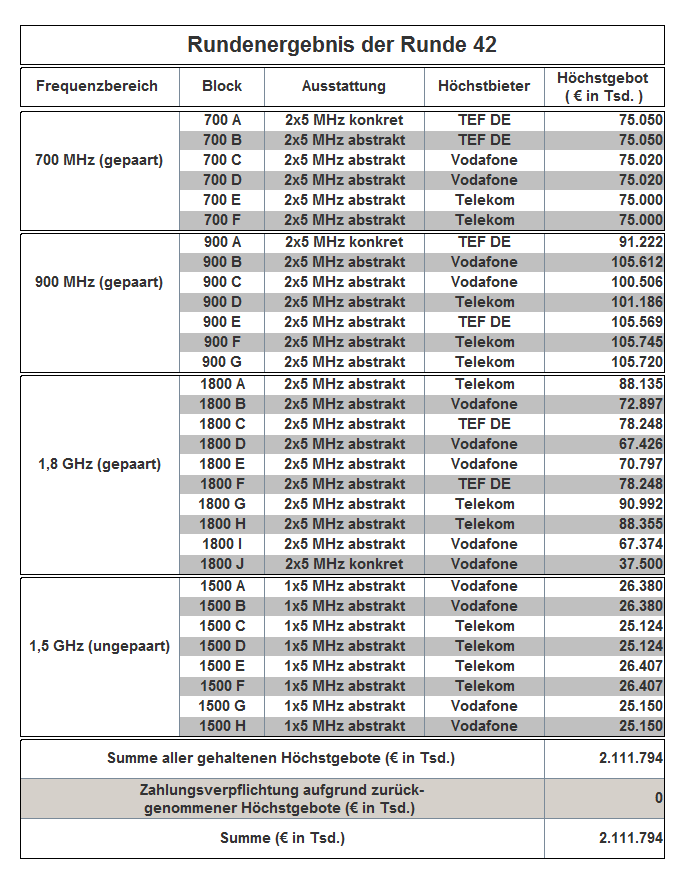 Rundenergebnis der Runde 42
Frequenzbereich Block Ausstattung Höchstbieter Höchstgebot
( € in Tsd. )
700 MHz (gepaart)
700 A 2x5 MHz konkret TEF DE 75.050
700 B 2x5 MHz abstrakt TEF DE 75.050
700 C 2x5 MHz abstrakt Vodafone 75.020
700 D 2x5 MHz abstrakt Vodafone 75.020
700 E 2x5 MHz abstrakt Telekom 75.000
700 F 2x5 MHz abstrakt Telekom 75.000
900 MHz (gepaart)
900 A 2x5 MHz konkret TEF DE 91.222
900 B 2x5 MHz abstrakt Vodafone 105.612
900 C 2x5 MHz abstrakt Vodafone 100.506
900 D 2x5 MHz abstrakt Telekom 101.186
900 E 2x5 MHz abstrakt TEF DE 105.569
900 F 2x5 MHz abstrakt Telekom 105.745
900 G 2x5 MHz abstrakt Telekom 105.720
1,8 GHz (gepaart)
1800 A 2x5 MHz abstrakt Telekom 88.135
1800 B 2x5 MHz abstrakt Vodafone 72.897
1800 C 2x5 MHz abstrakt TEF DE 78.248
1800 D 2x5 MHz abstrakt Vodafone 67.426
1800 E 2x5 MHz abstrakt Vodafone 70.797
1800 F 2x5 MHz abstrakt TEF DE 78.248
1800 G 2x5 MHz abstrakt Telekom 90.992
1800 H 2x5 MHz abstrakt Telekom 88.355
1800 I 2x5 MHz abstrakt Vodafone 67.374
1800 J 2x5 MHz konkret Vodafone 37.500
1,5 GHz (ungepaart)
1500 A 1x5 MHz abstrakt Vodafone 26.380
1500 B 1x5 MHz abstrakt Vodafone 26.380
1500 C 1x5 MHz abstrakt Telekom 25.124
1500 D 1x5 MHz abstrakt Telekom 25.124
1500 E 1x5 MHz abstrakt Telekom 26.407
1500 F 1x5 MHz abstrakt Telekom 26.407
1500 G 1x5 MHz abstrakt Vodafone 25.150
1500 H 1x5 MHz abstrakt Vodafone 25.150
Summe aller gehaltenen Höchstgebote (€ in Tsd.) 2.111.794
Zahlungsverpflichtung aufgrund zurück-
genommener Höchstgebote (€ in Tsd.) 0
Summe (€ in Tsd.) 2.111.794